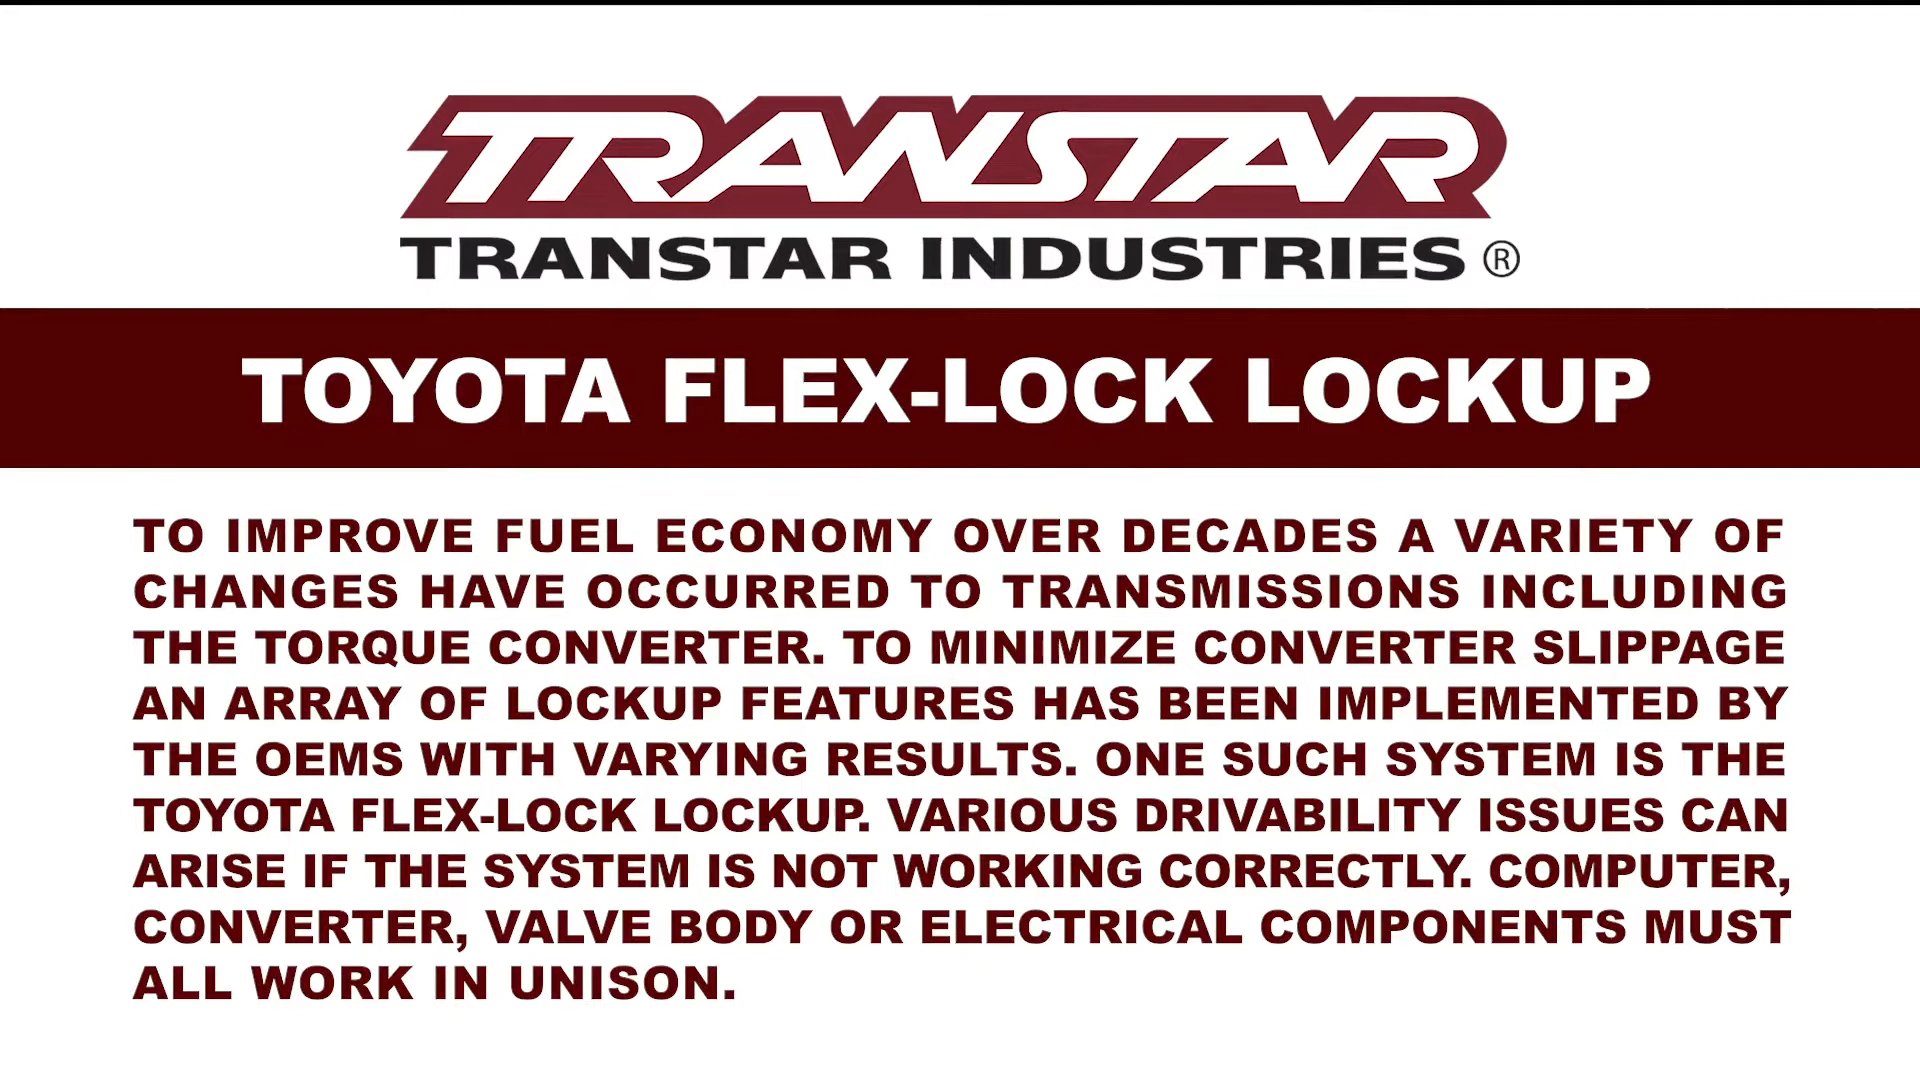 TRANSTAR
TRANSTAR INDUSTRIES ®
TOYOTA FLEX-LOCK LOCKUP
TO IMPROVE FUEL ECONOMY OVER DECADES A VARIETY OF
CHANGES HAVE OCCURRED TO TRANSMISSIONS INCLUDING
THE TORQUE CONVERTER. TO MINIMIZE CONVERTER SLIPPAGE
AN ARRAY OF LOCKUP FEATURES HAS BEEN IMPLEMENTED BY
THE OEMS WITH VARYING RESULTS. ONE SUCH SYSTEM IS THE
TOYOTA FLEX-LOCK LOCKUP. VARIOUS DRIVABILITY ISSUES CAN
ARISE IF THE SYSTEM IS NOT WORKING CORRECTLY. COMPUTER,
CONVERTER, VALVE BODY OR ELECTRICAL COMPONENTS MUST
ALL WORK IN UNISON.